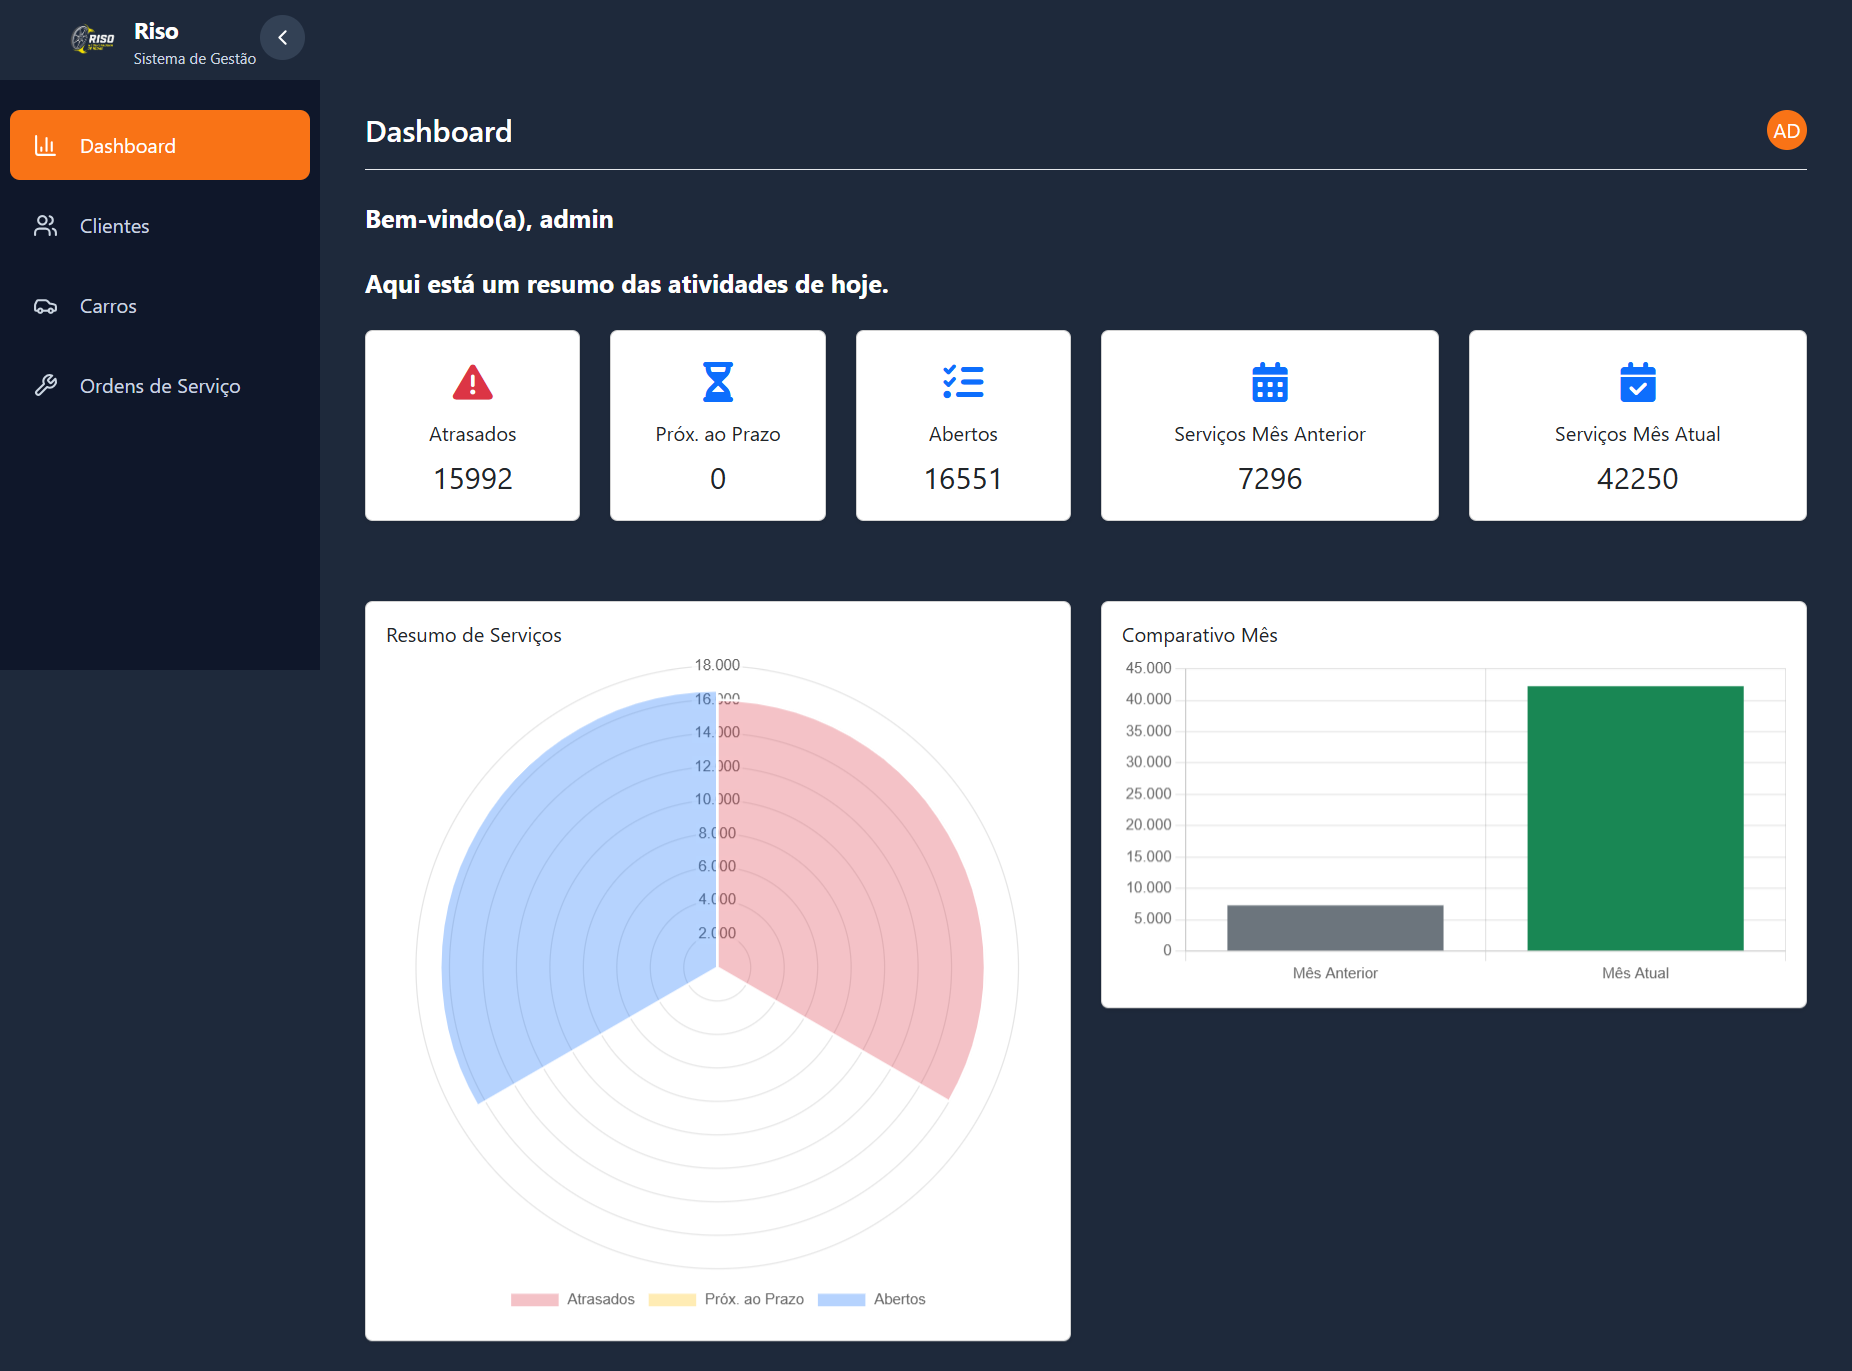 RISO
Riso
Sistema de Gestão
Dashboard
Clientes
Carros
Ordens de Serviço
Dashboard
AD
Bem-vindo(a), admin
Aqui está um resumo das atividades de hoje.
Atrasados
15992
Próx. ao Prazo
0
Abertos
16551
Serviços Mês Anterior
7296
Serviços Mês Atual
42250
Resumo de Serviços
18.000
16.000
14.000
12.000
10.000
8.000
6.000
4.000
2.000
Atrasados Próx. ao Prazo Abertos
Comparativo Mês
45.000
40.000
35.000
30.000
25.000
20.000
15.000
10.000
5.000
0
Mês Anterior Mês Atual